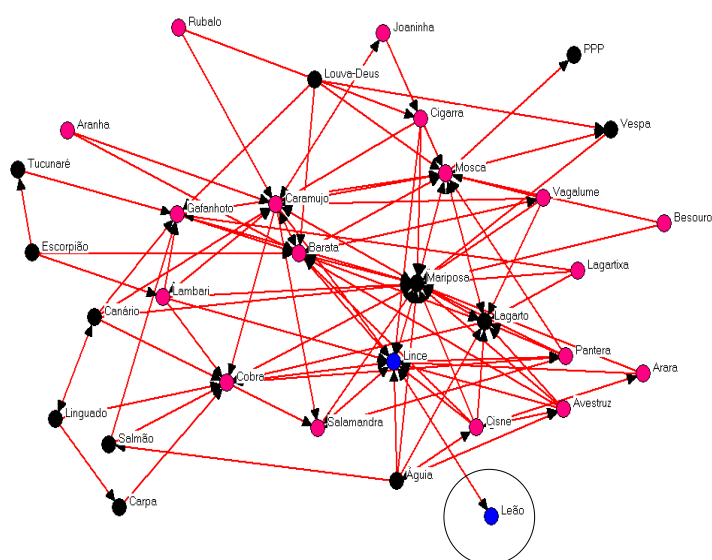 Rubalo
Joaninha
PPP
Louva-Deus
Cigarra
Vespa
Aranha
Mosca
Tucunaré
Caramujo
Vagalume
Gafanhoto
Besouro
Escorpião
Barata
Lagartixa
Mariposa
Lambari
Canário
Lagarto
Lince
Pantera
Arara
Cobra
Avestruz
Linguado
Salamandra
Cisne
Salmão
Águia
Carpa
Leão